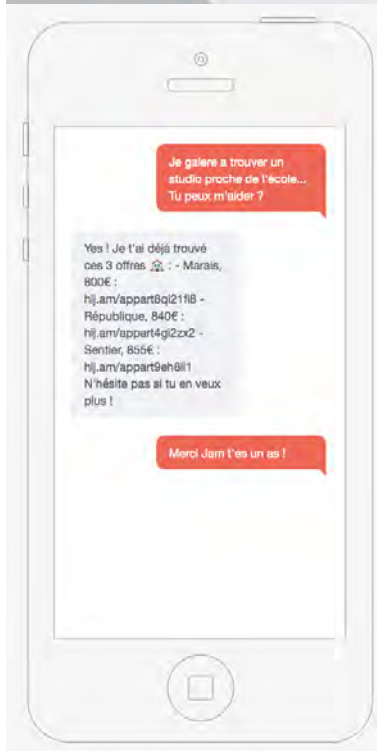 Je galere a trouver un
studio proche de l'école...
Tu peux m'aider ?
Yes ! Je t'ai déjà trouvé
ces 3 offres 🏠 : - Marais,
800€ :
hij.am/appart8ql21fl8 -
République, 840€ :
hij.am/appart4gi2zx2 -
Sentier, 855€ :
hij.am/appart9eh8il1
N'hésite pas si tu en veux
plus !
Merci Jam t'es un as !